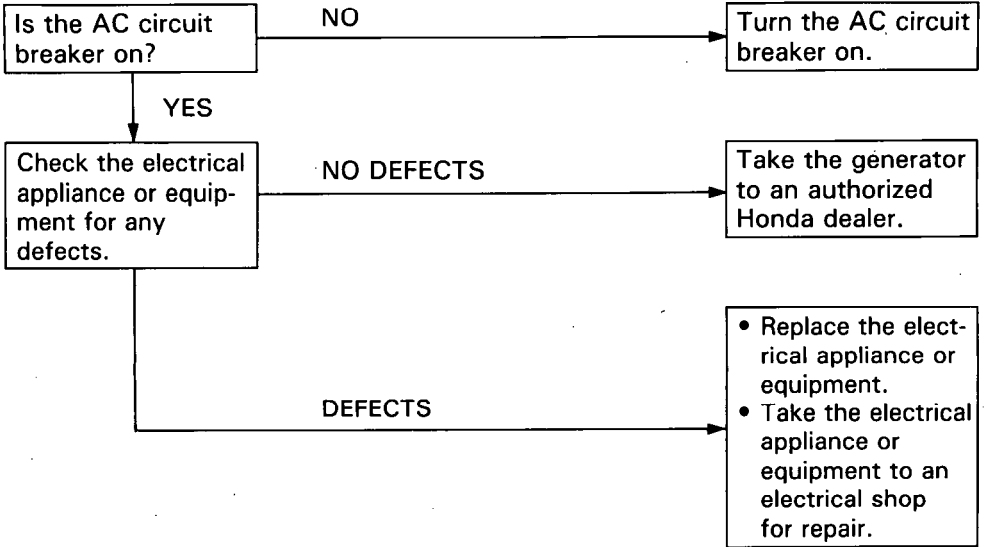 Is the AC circuit
breaker on?
NO
Turn the AC circuit
breaker on.
YES
Check the electrical
appliance or equip-
ment for any
defects.
NO DEFECTS
Take the generator
to an authorized
Honda dealer.
DEFECTS
• Replace the elect-
rical appliance or
equipment.
• Take the electrical
appliance or
equipment to an
electrical shop
for repair.